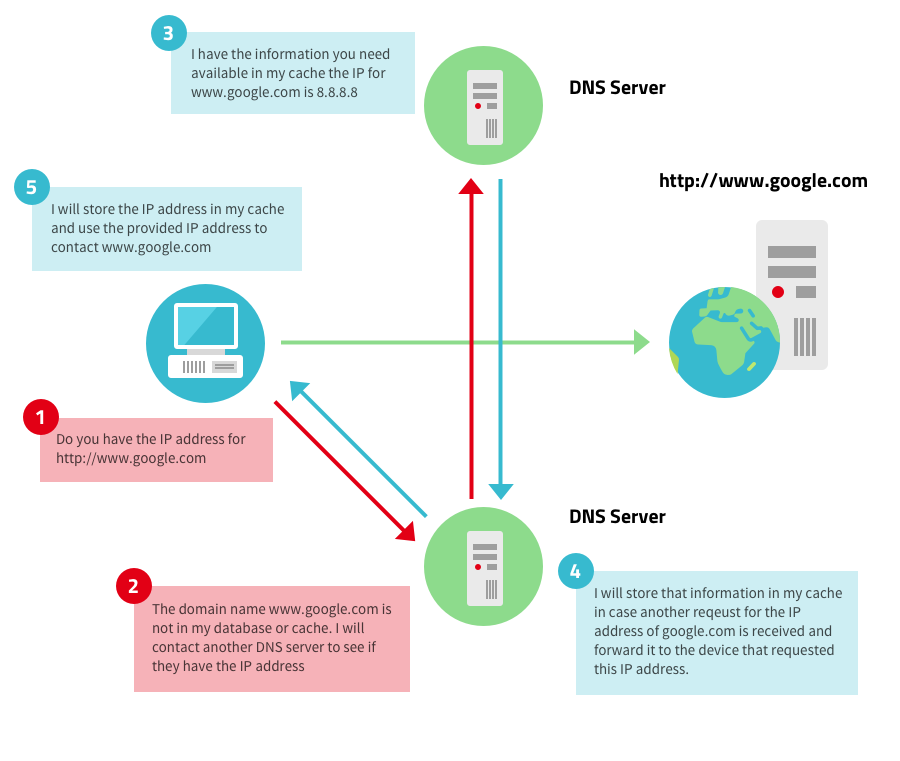 3
I have the information you need
available in my cache the IP for
www.google.com is 8.8.8.8
DNS Server
http://www.google.com
5
I will store the IP address in my cache
and use the provided IP address to
contact www.google.com
1
Do you have the IP address for
http://www.google.com
DNS Server
2
The domain name www.google.com is
not in my database or cache. I will
contact another DNS server to see if
they have the IP address
4
I will store that information in my cache
in case another reqeust for the IP
address of google.com is received and
forward it to the device that requested
this IP address.